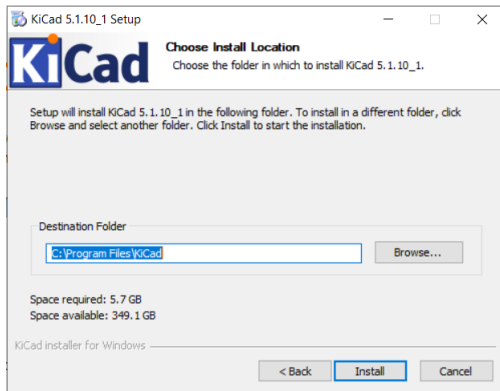 KiCad 5.1.10_1 Setup
KiCad
Choose Install Location
Choose the folder in which to install KiCad 5.1.10_1.
Setup will install KiCad 5.1.10_1 in the following folder. To install in a different folder, click
Browse and select another folder. Click Install to start the installation.
Destination Folder
C:\Program Files\KiCad
Browse...
Space required: 5.7 GB
Space available: 349.1 GB
KiCad installer for Windows
< Back
Install
Cancel